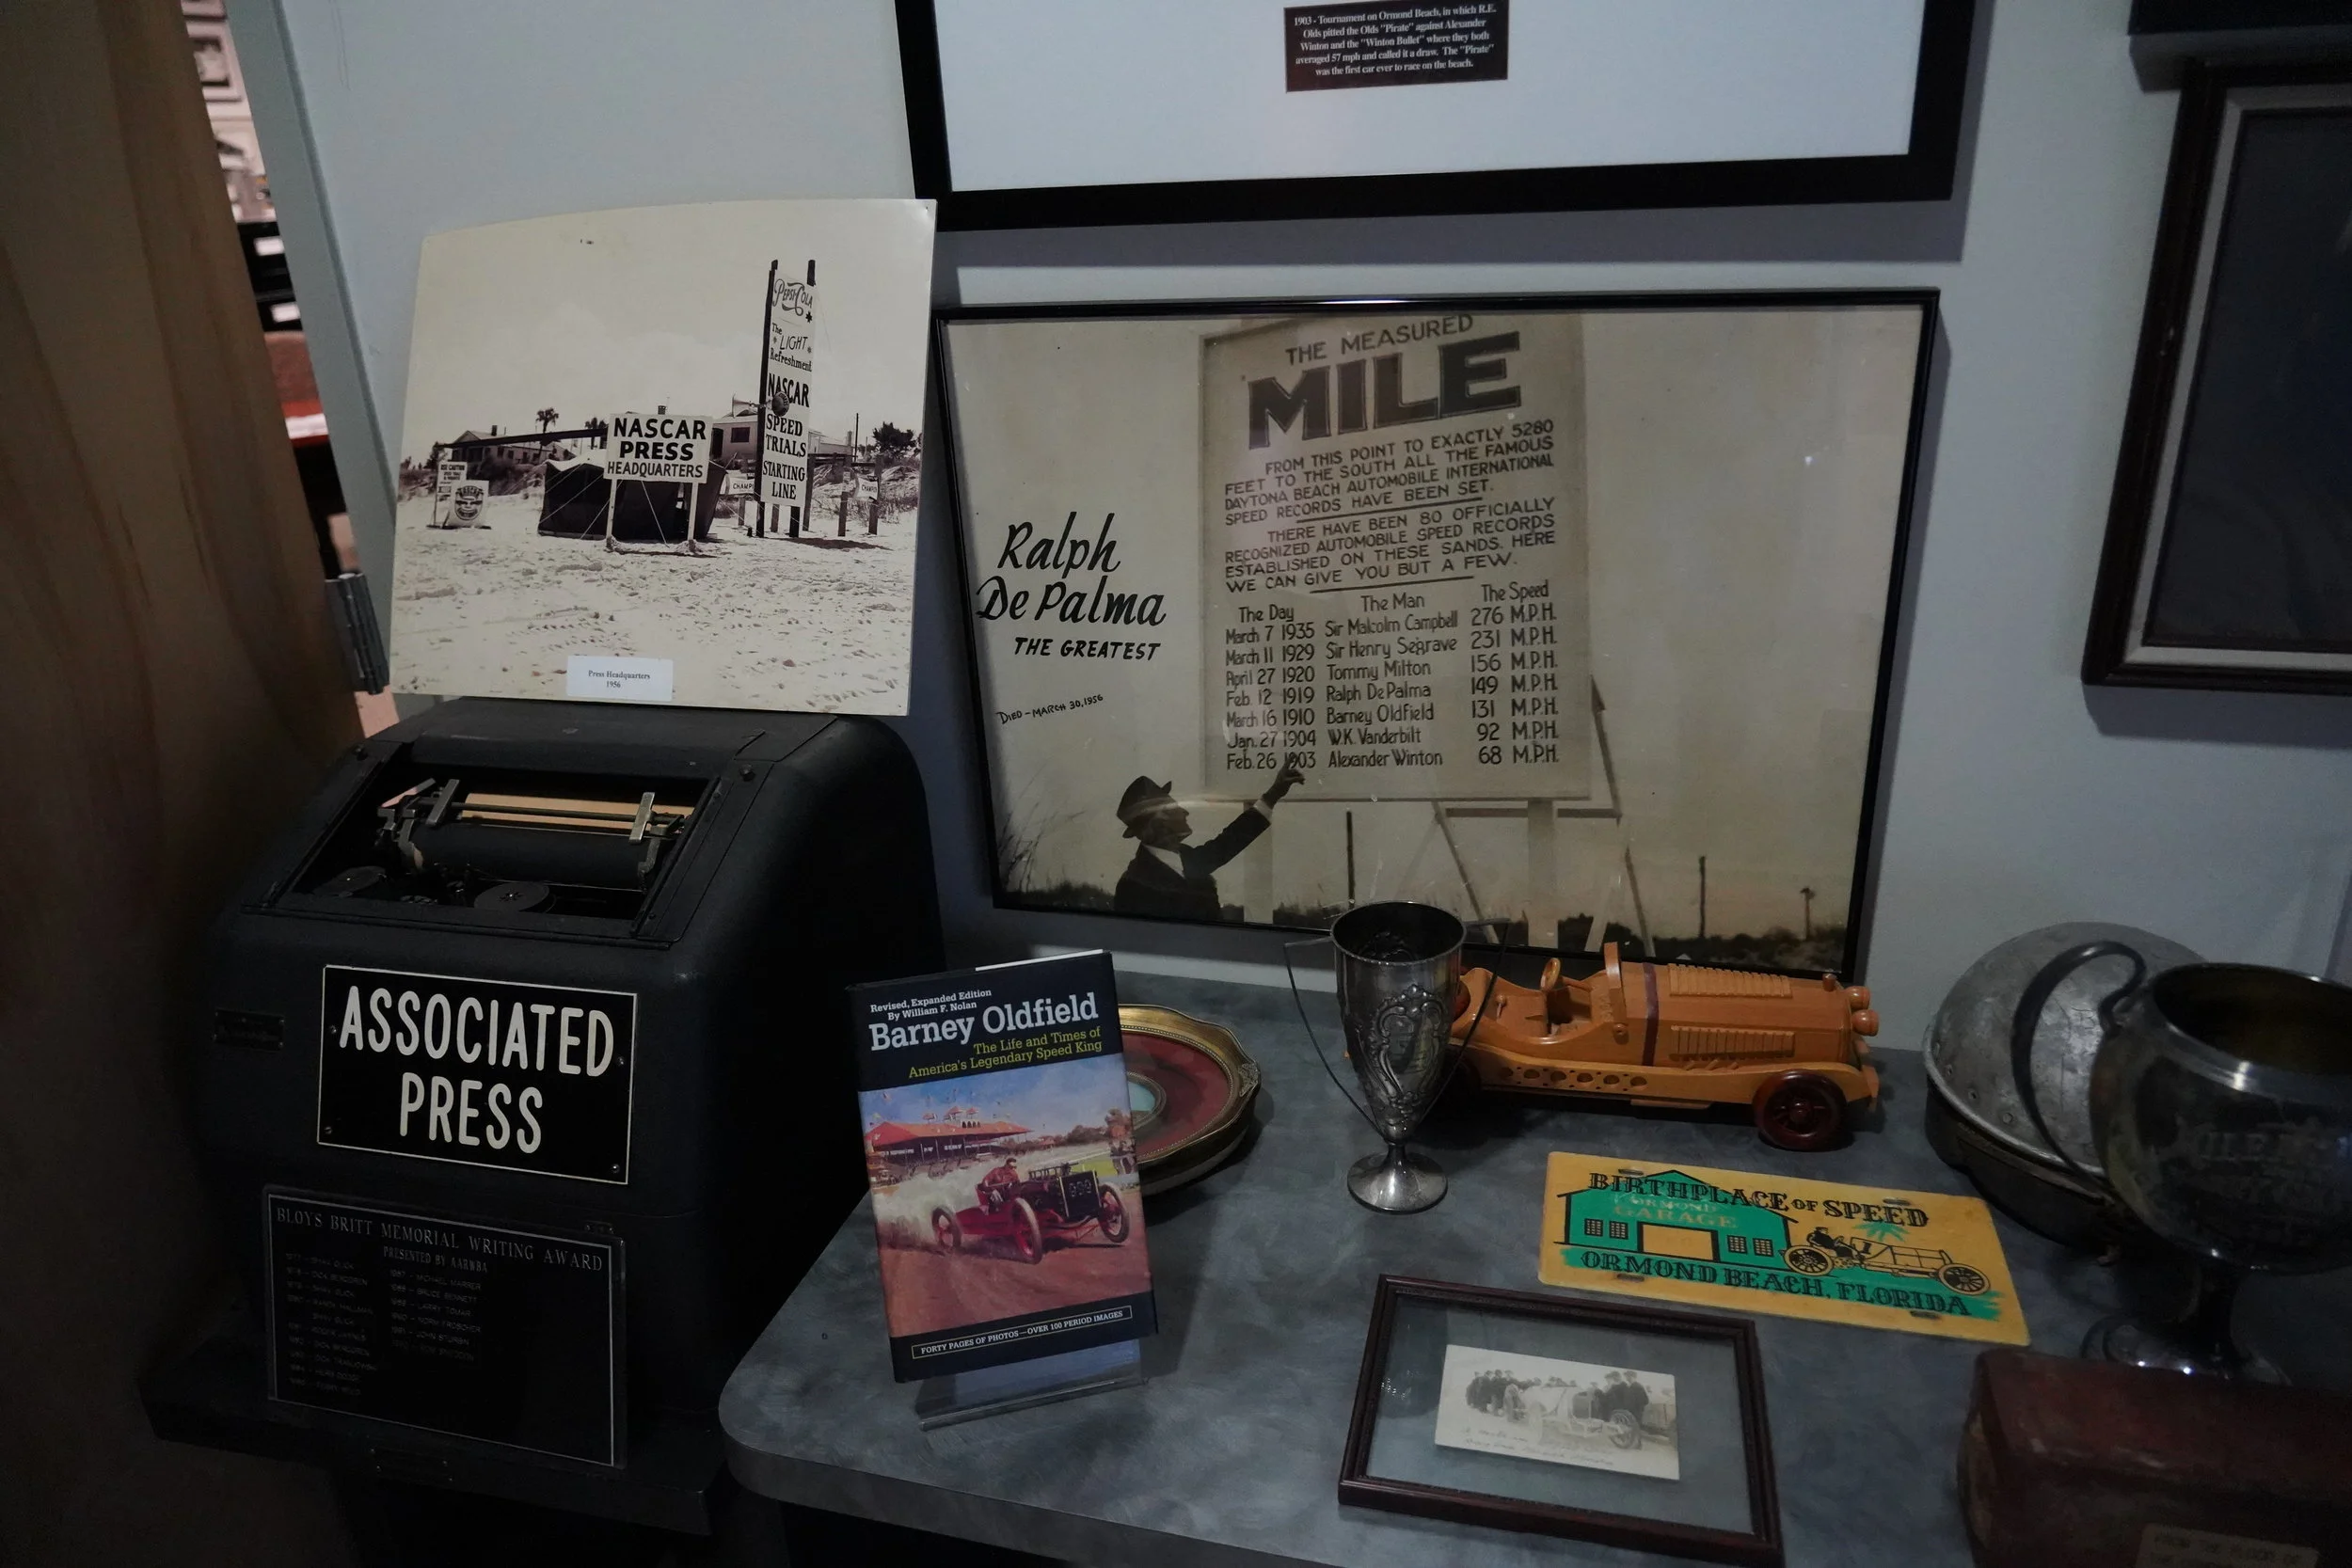 1903 - Tournament on Ormond Beach, in which R.E.
Olds pitted the Olds "Pirate" against Alexander
Winton and the "Winton Bullet" where they both
averaged 57 mph and called it a draw. The "Pirate"
was the first car ever to race on the beach.
PEPSI-COLA
The
LIGHT
Refreshment
NASCAR
SPEED
TRIALS
STARTING
LINE
NASCAR
PRESS
HEADQUARTERS
Press Headquarters
1956
THE MEASURED
MILE
FROM THIS POINT TO EXACTLY 5280
FEET TO THE SOUTH ALL THE FAMOUS
DAYTONA BEACH AUTOMOBILE INTERNATIONAL
SPEED RECORDS HAVE BEEN SET.
THERE HAVE BEEN 80 OFFICIALLY
RECOGNIZED AUTOMOBILE SPEED RECORDS
ESTABLISHED ON THESE SANDS. HERE
WE CAN GIVE YOU BUT A FEW.
The Day The Man The Speed
March 7 1935 Sir Malcolm Campbell 276 M.P.H.
March 11 1929 Sir Henry Segrave 231 M.P.H.
April 27 1920 Tommy Milton 156 M.P.H.
Feb. 12 1919 Ralph DePalma 149 M.P.H.
March 16 1910 Barney Oldfield 131 M.P.H.
Jan. 27 1904 W.K. Vanderbilt 92 M.P.H.
Feb. 26 1903 Alexander Winton 68 M.P.H.
Ralph
De Palma
THE GREATEST
DIED - MARCH 30, 1956
ASSOCIATED
PRESS
BLOYS BRITT MEMORIAL WRITING AWARD
PRESENTED BY AARWBA
Revised, Expanded Edition
By William F. Nolan
Barney Oldfield
The Life and Times of
America's Legendary Speed King
FORTY PAGES OF PHOTOS—OVER 100 PERIOD IMAGES
BIRTHPLACE OF SPEED
ORMOND
GARAGE
ORMOND BEACH, FLORIDA